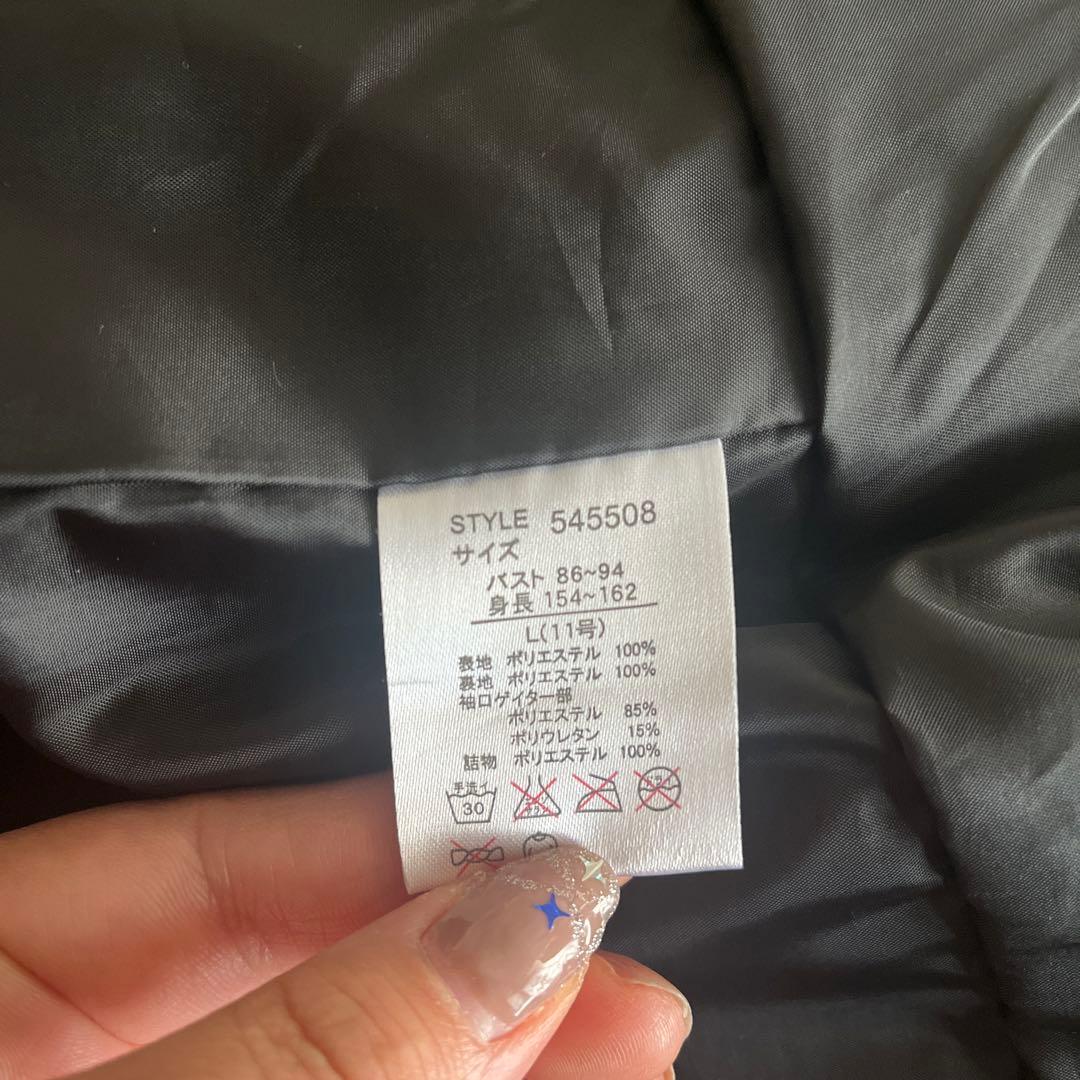 STYLE 545508
サイズ
バスト 86~94
身長 154~162
L(11号)
表地 ポリエステル 100%
裏地 ポリエステル 100%
袖口ゲイター部
ポリエステル 85%
ポリウレタン 15%
詰物 ポリエステル 100%
手洗イ
30